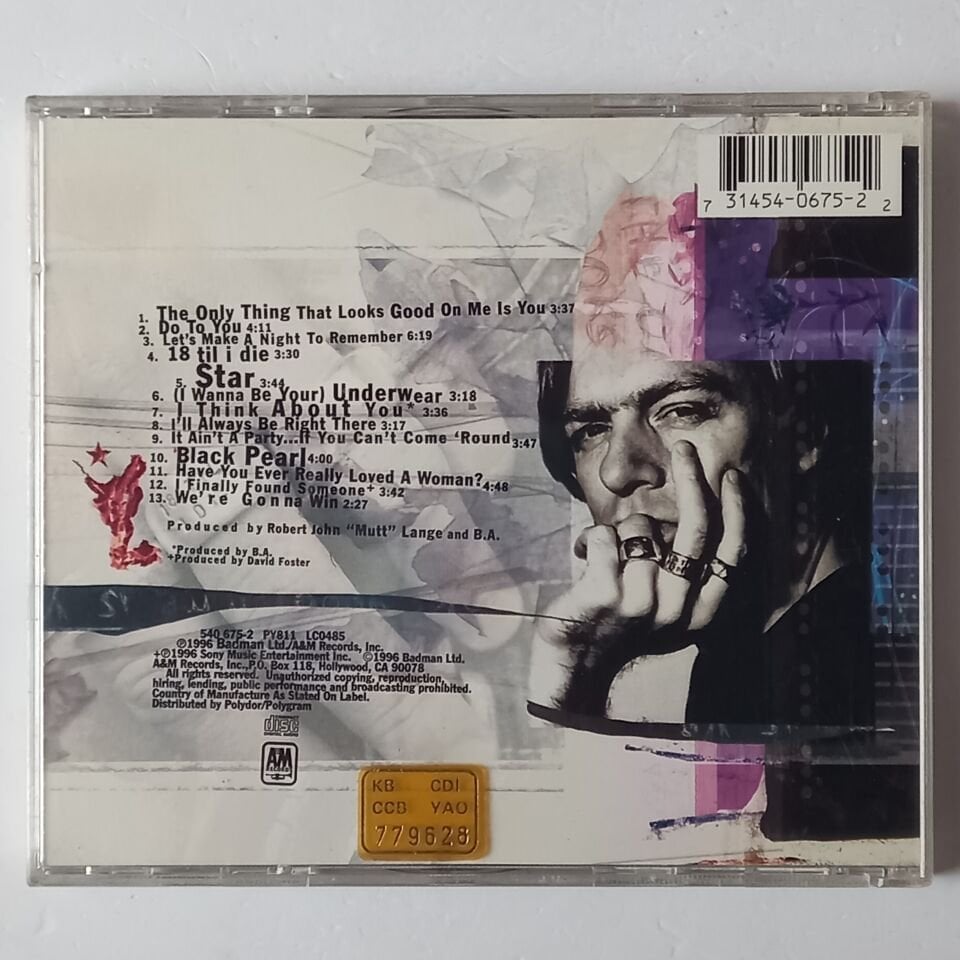 7 31454-0675-2 2
1. The Only Thing That Looks Good On Me Is You 3:37
2. Do To You 4:11
3. Let's Make A Night To Remember 6:19
4. 18 til i die 3:30
5. Star 3:44
6. (I Wanna Be Your) Underwear 3:18
7. I Think About You* 3:36
8. I'll Always Be Right There 3:17
9. It Ain't A Party...If You Can't Come 'Round 3:47
10. Black Pearl 4:00
11. Have You Ever Really Loved A Woman? 4:48
12. I Finally Found Someone+ 3:42
13. We're Gonna Win 2:27
Produced by Robert John "Mutt" Lange and B.A.
*Produced by B.A.
+Produced by David Foster
540 675-2 PY811 LC0485
℗1996 Badman Ltd./A&M Records, Inc.
+℗1996 Sony Music Entertainment Inc. ©1996 Badman Ltd.
A&M Records, Inc., P.O. Box 118, Hollywood, CA 90078
All rights reserved. Unauthorized copying, reproduction,
hiring, lending, public performance and broadcasting prohibited.
Country of Manufacture As Stated On Label.
Distributed by Polydor/Polygram
disc
DIGITAL AUDIO
A&M
RECORDS
KB CDI
CCB YAO
779628